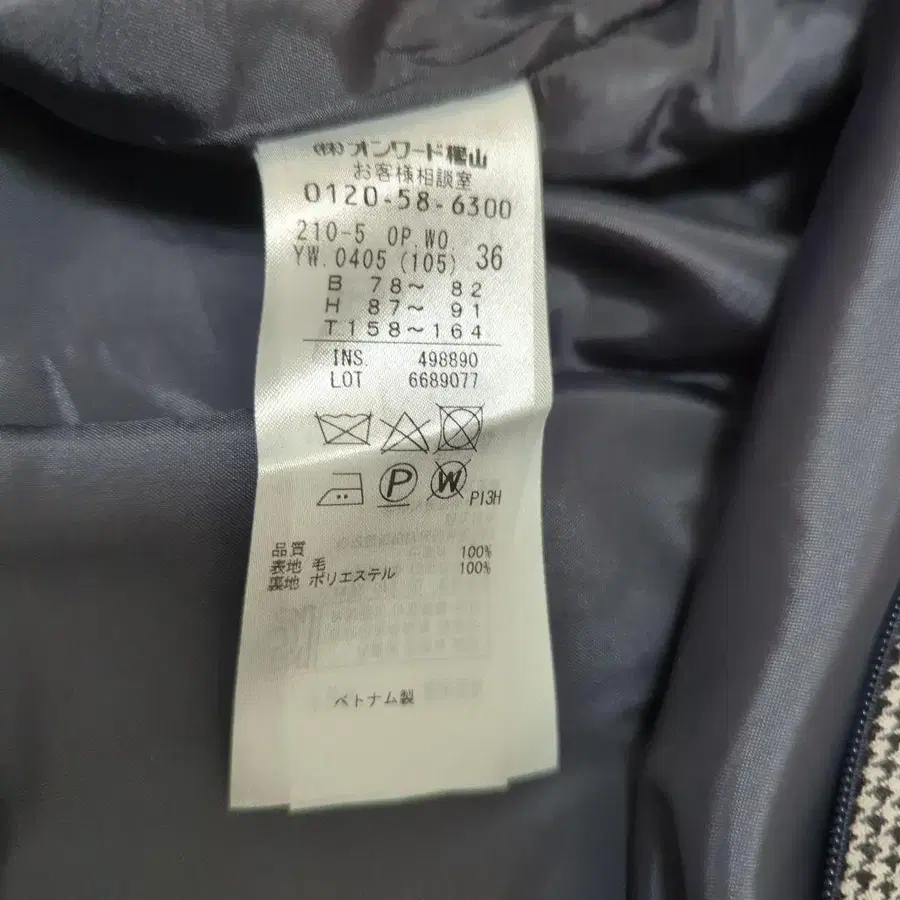 (株)オンワード樫山
お客様相談室
0120-58-6300
210-5 OP.WO.
YW.0405 (105) 36
B 78～ 82
H 87～ 91
T.158～164
INS. 498890
LOT 6689077
P W P13H
品質
表地 毛 100%
裏地 ポリエステル 100%
ベトナム製